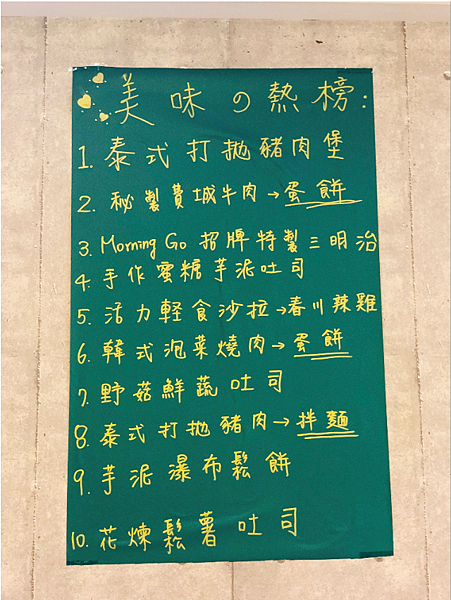 美味の熱榜:
1. 泰式打拋豬肉堡
2. 秘製費城牛肉→蛋餅
3. Morning Go 招牌特製三明治
4. 手作蜜糖芋泥吐司
5. 活力軽食沙拉→春川辣雞
6. 韓式泡菜燒肉→蛋餅
7. 野菇鮮蔬吐司
8. 泰式打拋豬肉→拌麵
9. 芋泥瀑布鬆餅
10. 花煉鬆薯吐司